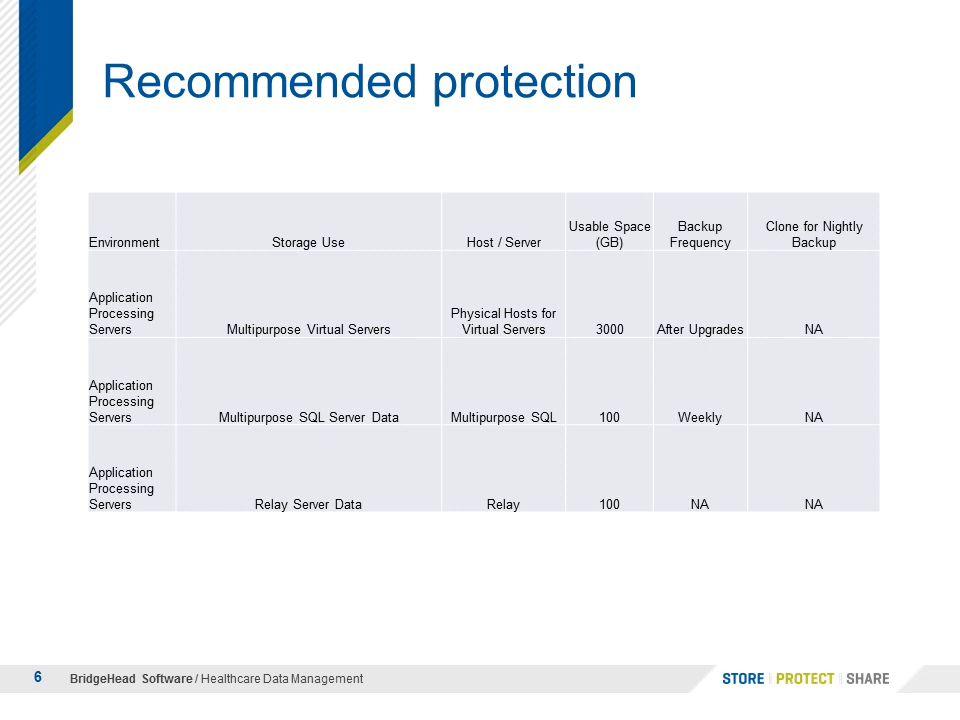 Recommended protection
Environment
Storage Use
Host / Server
Usable Space
(GB)
Backup
Frequency
Clone for Nightly
Backup
Application
Processing
Servers
Multipurpose Virtual Servers
Physical Hosts for
Virtual Servers
3000
After Upgrades
NA
Application
Processing
Servers
Multipurpose SQL Server Data
Multipurpose SQL
100
Weekly
NA
Application
Processing
Servers
Relay Server Data
Relay
100
NA
NA
6
BridgeHead Software / Healthcare Data Management
STORE | PROTECT | SHARE